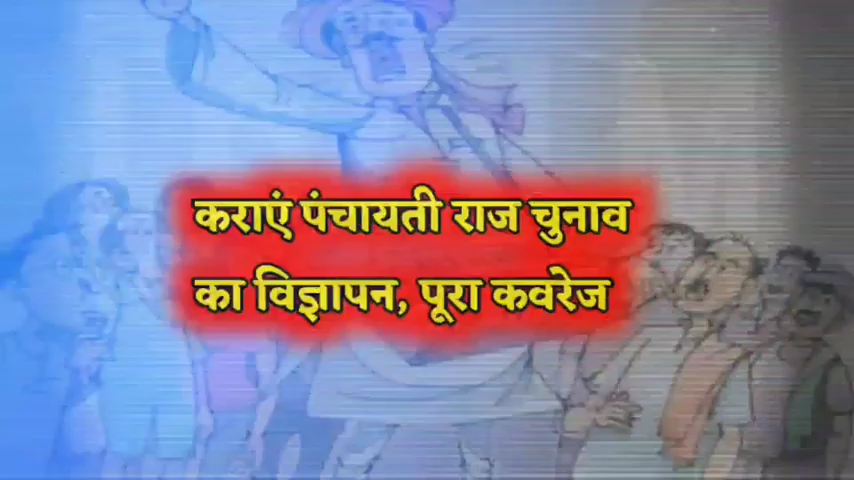 कराएं पंचायती राज चुनाव
का विज्ञापन, पूरा कवरेज